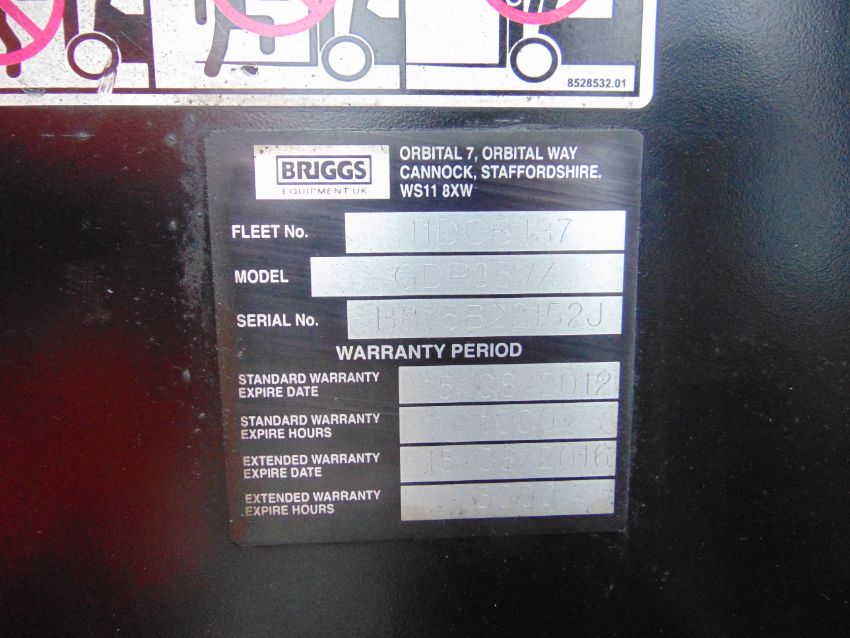 8528532.01
BRIGGS
EQUIPMENT UK
ORBITAL 7, ORBITAL WAY
CANNOCK, STAFFORDSHIRE.
WS11 8XW
FLEET No.
MODEL
SERIAL No.
WARRANTY PERIOD
STANDARD WARRANTY
EXPIRE DATE
STANDARD WARRANTY
EXPIRE HOURS
EXTENDED WARRANTY
EXPIRE DATE
EXTENDED WARRANTY
EXPIRE HOURS